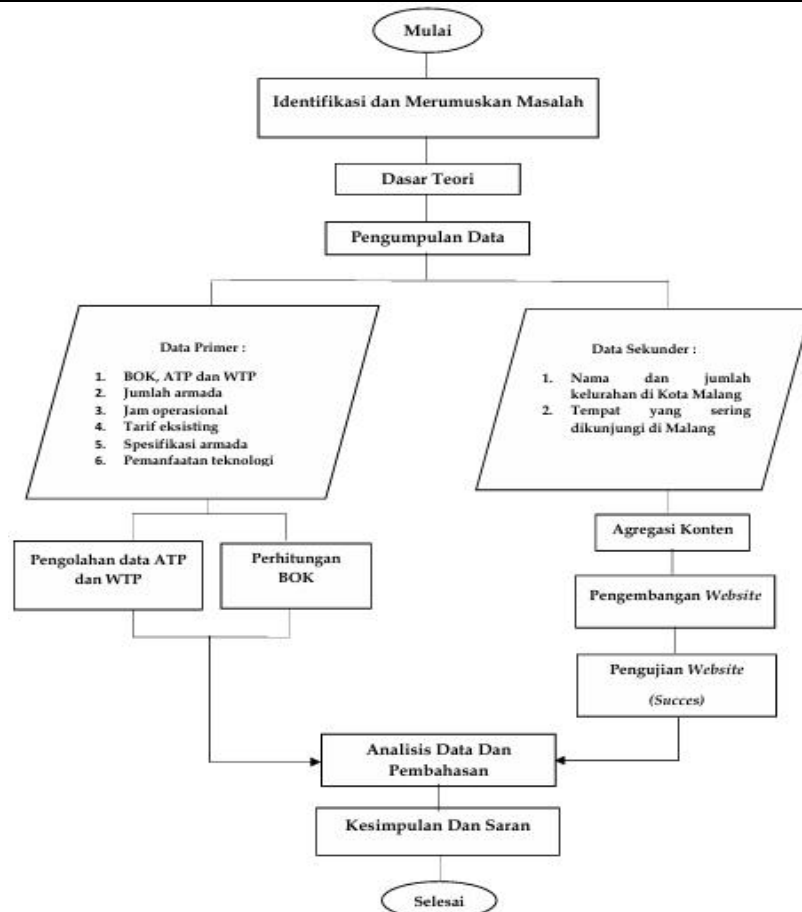 Mulai
Identifikasi dan Merumuskan Masalah
Dasar Teori
Pengumpulan Data
Data Primer :
1. BOK, ATP dan WTP
2. Jumlah armada
3. Jam operasional
4. Tarif eksisting
5. Spesifikasi armada
6. Pemanfaatan teknologi
Data Sekunder :
1. Nama dan jumlah
kelurahan di Kota Malang
2. Tempat yang sering
dikunjungi di Malang
Pengolahan data ATP
dan WTP
Perhitungan
BOK
Agregasi Konten
Pengembangan Website
Pengujian Website
(Succes)
Analisis Data Dan
Pembahasan
Kesimpulan Dan Saran
Selesai